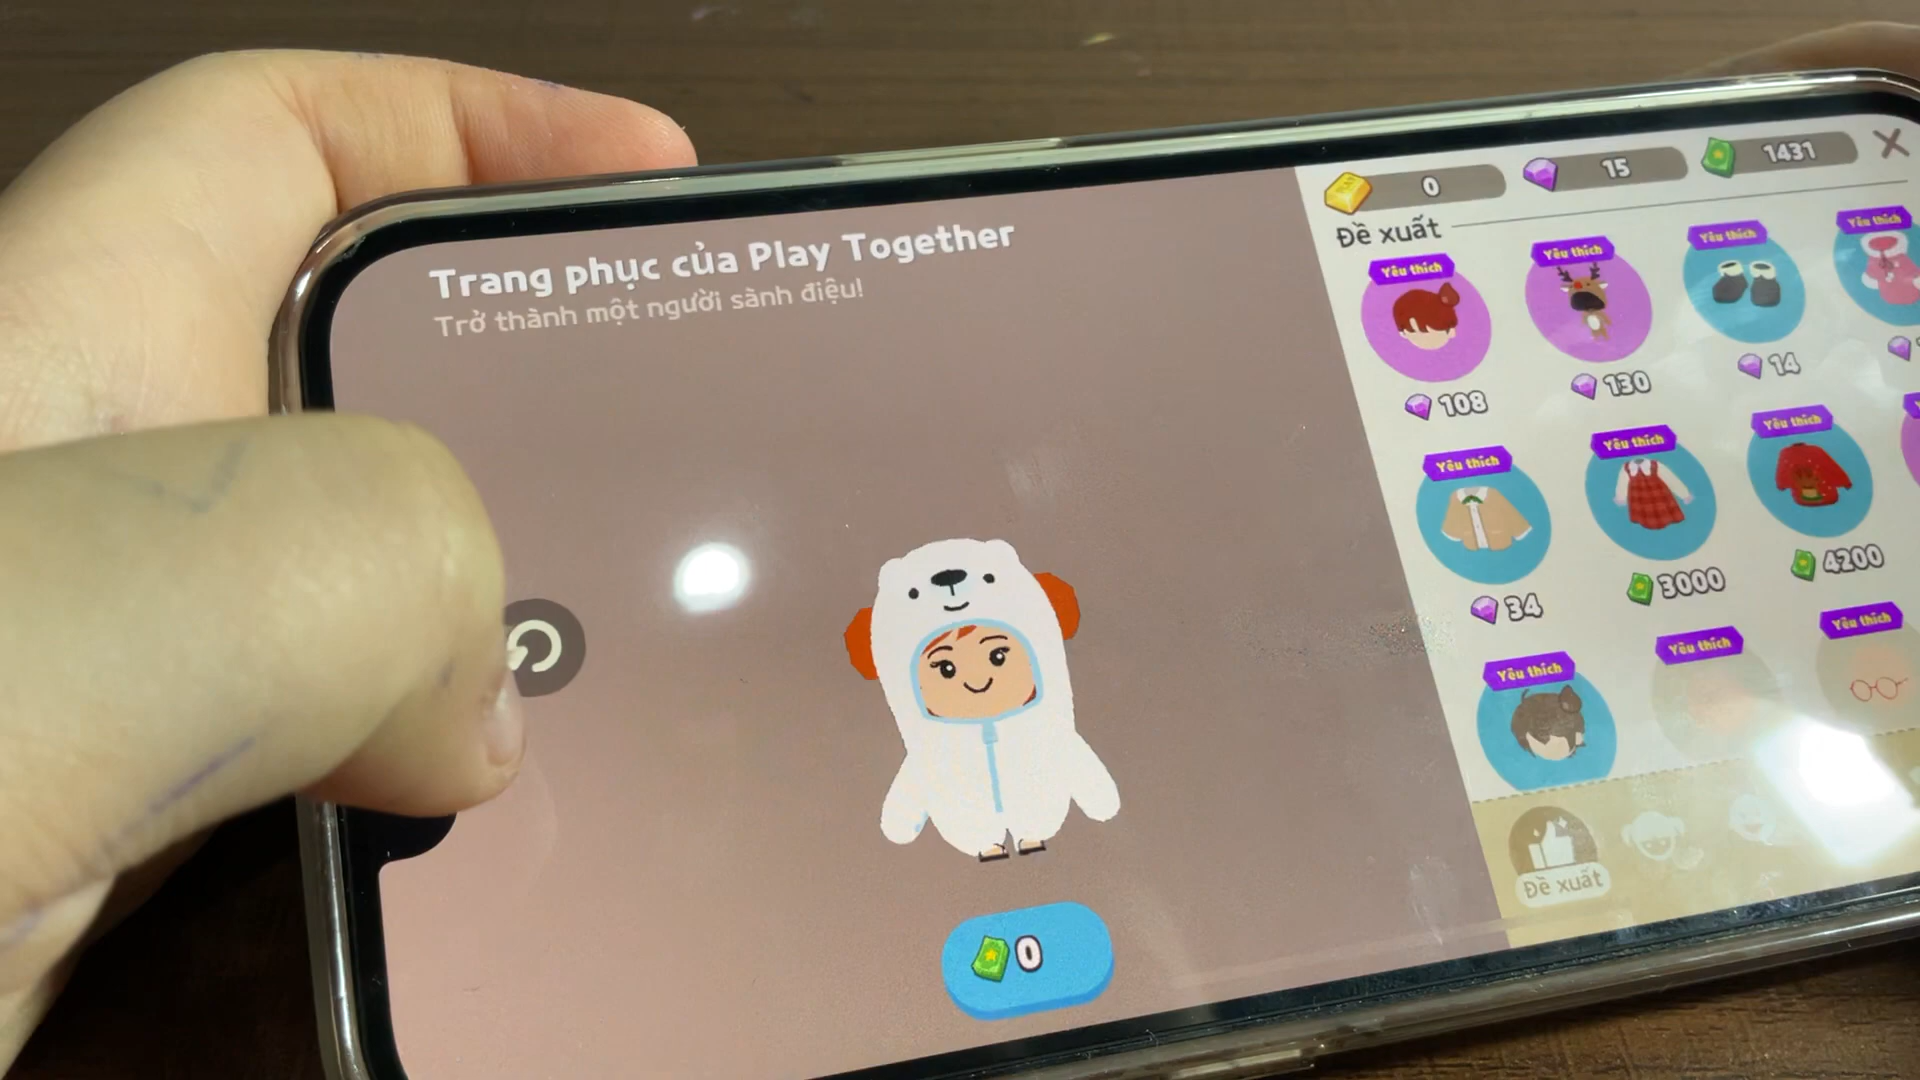 Trang phục của Play Together
Trở thành một người sành điệu!
0
15
1431
Đề xuất
Yêu thích
Yêu thích
Yêu thích
Yêu thích
108
130
14
Yêu thích
Yêu thích
Yêu thích
34
3000
4200
Yêu thích
Yêu thích
Yêu thích
Đề xuất
0